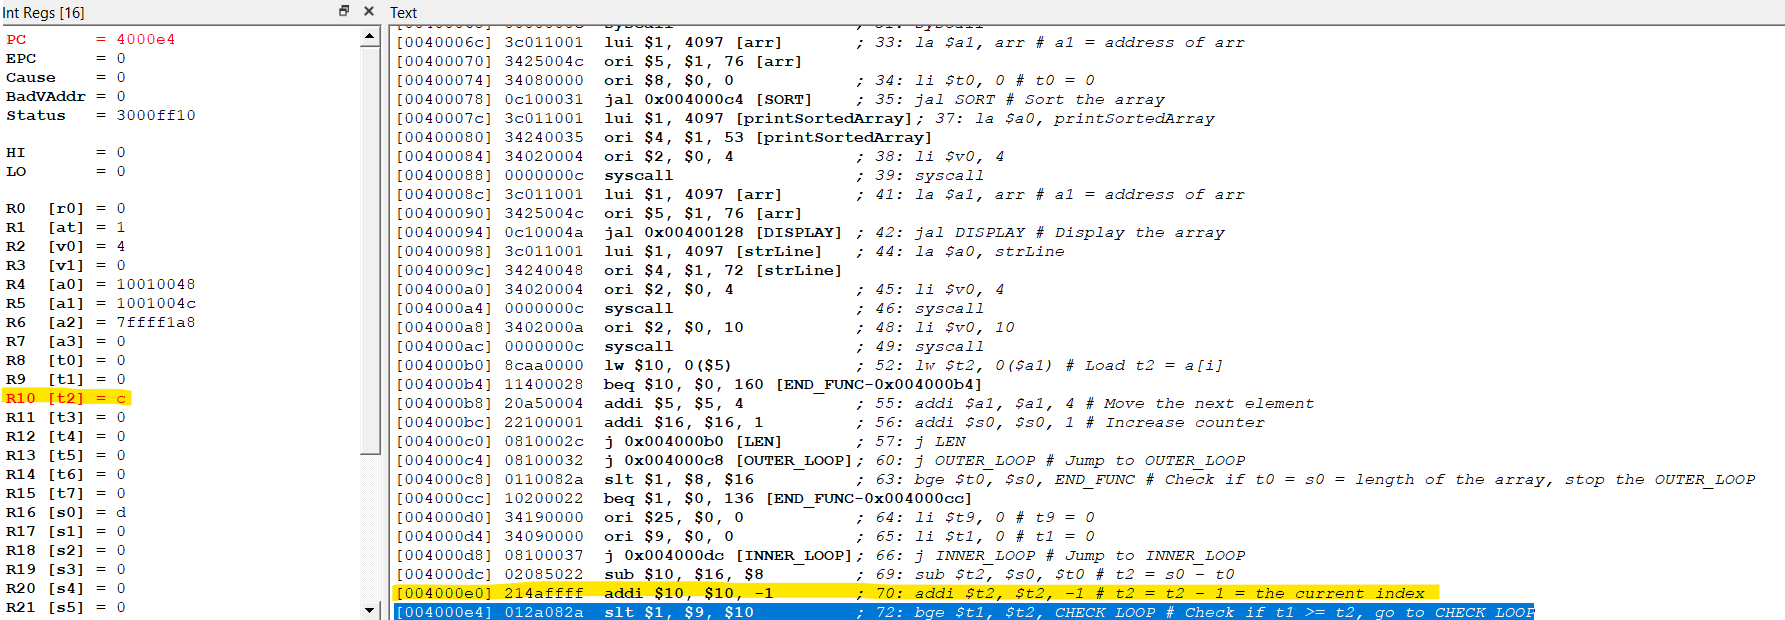 Int Regs [16]
PC = 4000e4
EPC = 0
Cause = 0
BadVAddr = 0
Status = 3000ff10
HI = 0
LO = 0
R0 [r0] = 0
R1 [at] = 1
R2 [v0] = 4
R3 [v1] = 0
R4 [a0] = 10010048
R5 [a1] = 1001004c
R6 [a2] = 7ffff1a8
R7 [a3] = 0
R8 [t0] = 0
R9 [t1] = 0
R10 [t2] = c
R11 [t3] = 0
R12 [t4] = 0
R13 [t5] = 0
R14 [t6] = 0
R15 [t7] = 0
R16 [s0] = d
R17 [s1] = 0
R18 [s2] = 0
R19 [s3] = 0
R20 [s4] = 0
R21 [s5] = 0
Text
[0040006c] 3c011001 lui $1, 4097 [arr] ; 33: la $a1, arr # a1 = address of arr
[00400070] 3425004c ori $5, $1, 76 [arr]
[00400074] 34080000 ori $8, $0, 0 ; 34: li $t0, 0 # t0 = 0
[00400078] 0c100031 jal 0x004000c4 [SORT] ; 35: jal SORT # Sort the array
[0040007c] 3c011001 lui $1, 4097 [printSortedArray]; 37: la $a0, printSortedArray
[00400080] 34240035 ori $4, $1, 53 [printSortedArray]
[00400084] 34020004 ori $2, $0, 4 ; 38: li $v0, 4
[00400088] 0000000c syscall ; 39: syscall
[0040008c] 3c011001 lui $1, 4097 [arr] ; 41: la $a1, arr # a1 = address of arr
[00400090] 3425004c ori $5, $1, 76 [arr]
[00400094] 0c10004a jal 0x00400128 [DISPLAY] ; 42: jal DISPLAY # Display the array
[00400098] 3c011001 lui $1, 4097 [strLine] ; 44: la $a0, strLine
[0040009c] 34240048 ori $4, $1, 72 [strLine]
[004000a0] 34020004 ori $2, $0, 4 ; 45: li $v0, 4
[004000a4] 0000000c syscall ; 46: syscall
[004000a8] 3402000a ori $2, $0, 10 ; 48: li $v0, 10
[004000ac] 0000000c syscall ; 49: syscall
[004000b0] 8caa0000 lw $10, 0($5) ; 52: lw $t2, 0($a1) # Load t2 = a[i]
[004000b4] 11400028 beq $10, $0, 160 [END_FUNC-0x004000b4]
[004000b8] 20a50004 addi $5, $5, 4 ; 55: addi $a1, $a1, 4 # Move the next element
[004000bc] 22100001 addi $16, $16, 1 ; 56: addi $s0, $s0, 1 # Increase counter
[004000c0] 0810002c j 0x004000b0 [LEN] ; 57: j LEN
[004000c4] 08100032 j 0x004000c8 [OUTER_LOOP]; 60: j OUTER_LOOP # Jump to OUTER_LOOP
[004000c8] 0110082a slt $1, $8, $16 ; 63: bge $t0, $s0, END_FUNC # Check if t0 = s0 = length of the array, stop the OUTER_LOOP
[004000cc] 10200022 beq $1, $0, 136 [END_FUNC-0x004000cc]
[004000d0] 34190000 ori $25, $0, 0 ; 64: li $t9, 0 # t9 = 0
[004000d4] 34090000 ori $9, $0, 0 ; 65: li $t1, 0 # t1 = 0
[004000d8] 08100037 j 0x004000dc [INNER_LOOP]; 66: j INNER_LOOP # Jump to INNER_LOOP
[004000dc] 02085022 sub $10, $16, $8 ; 69: sub $t2, $s0, $t0 # t2 = s0 - t0
[004000e0] 214affff addi $10, $10, -1 ; 70: addi $t2, $t2, -1 # t2 = t2 - 1 = the current index
[004000e4] 012a082a slt $1, $9, $10 ; 72: bge $t1, $t2, CHECK LOOP # Check if t1 >= t2, go to CHECK LOOP